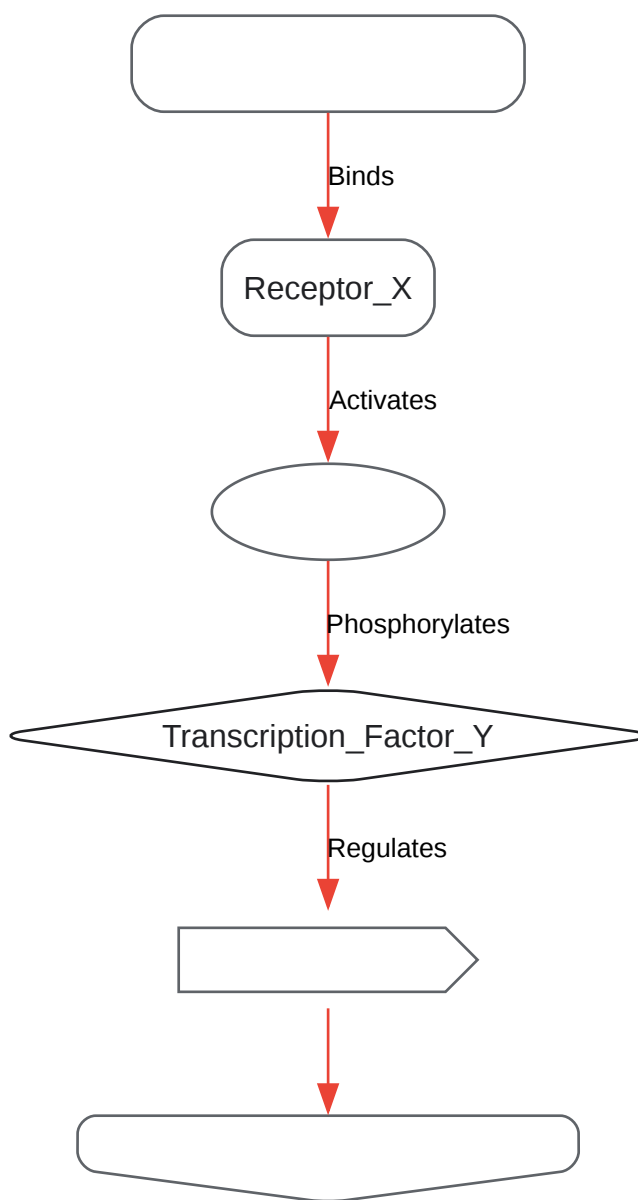 Binds
Receptor_X
Activates
Phosphorylates
Transcription_Factor_Y
Regulates